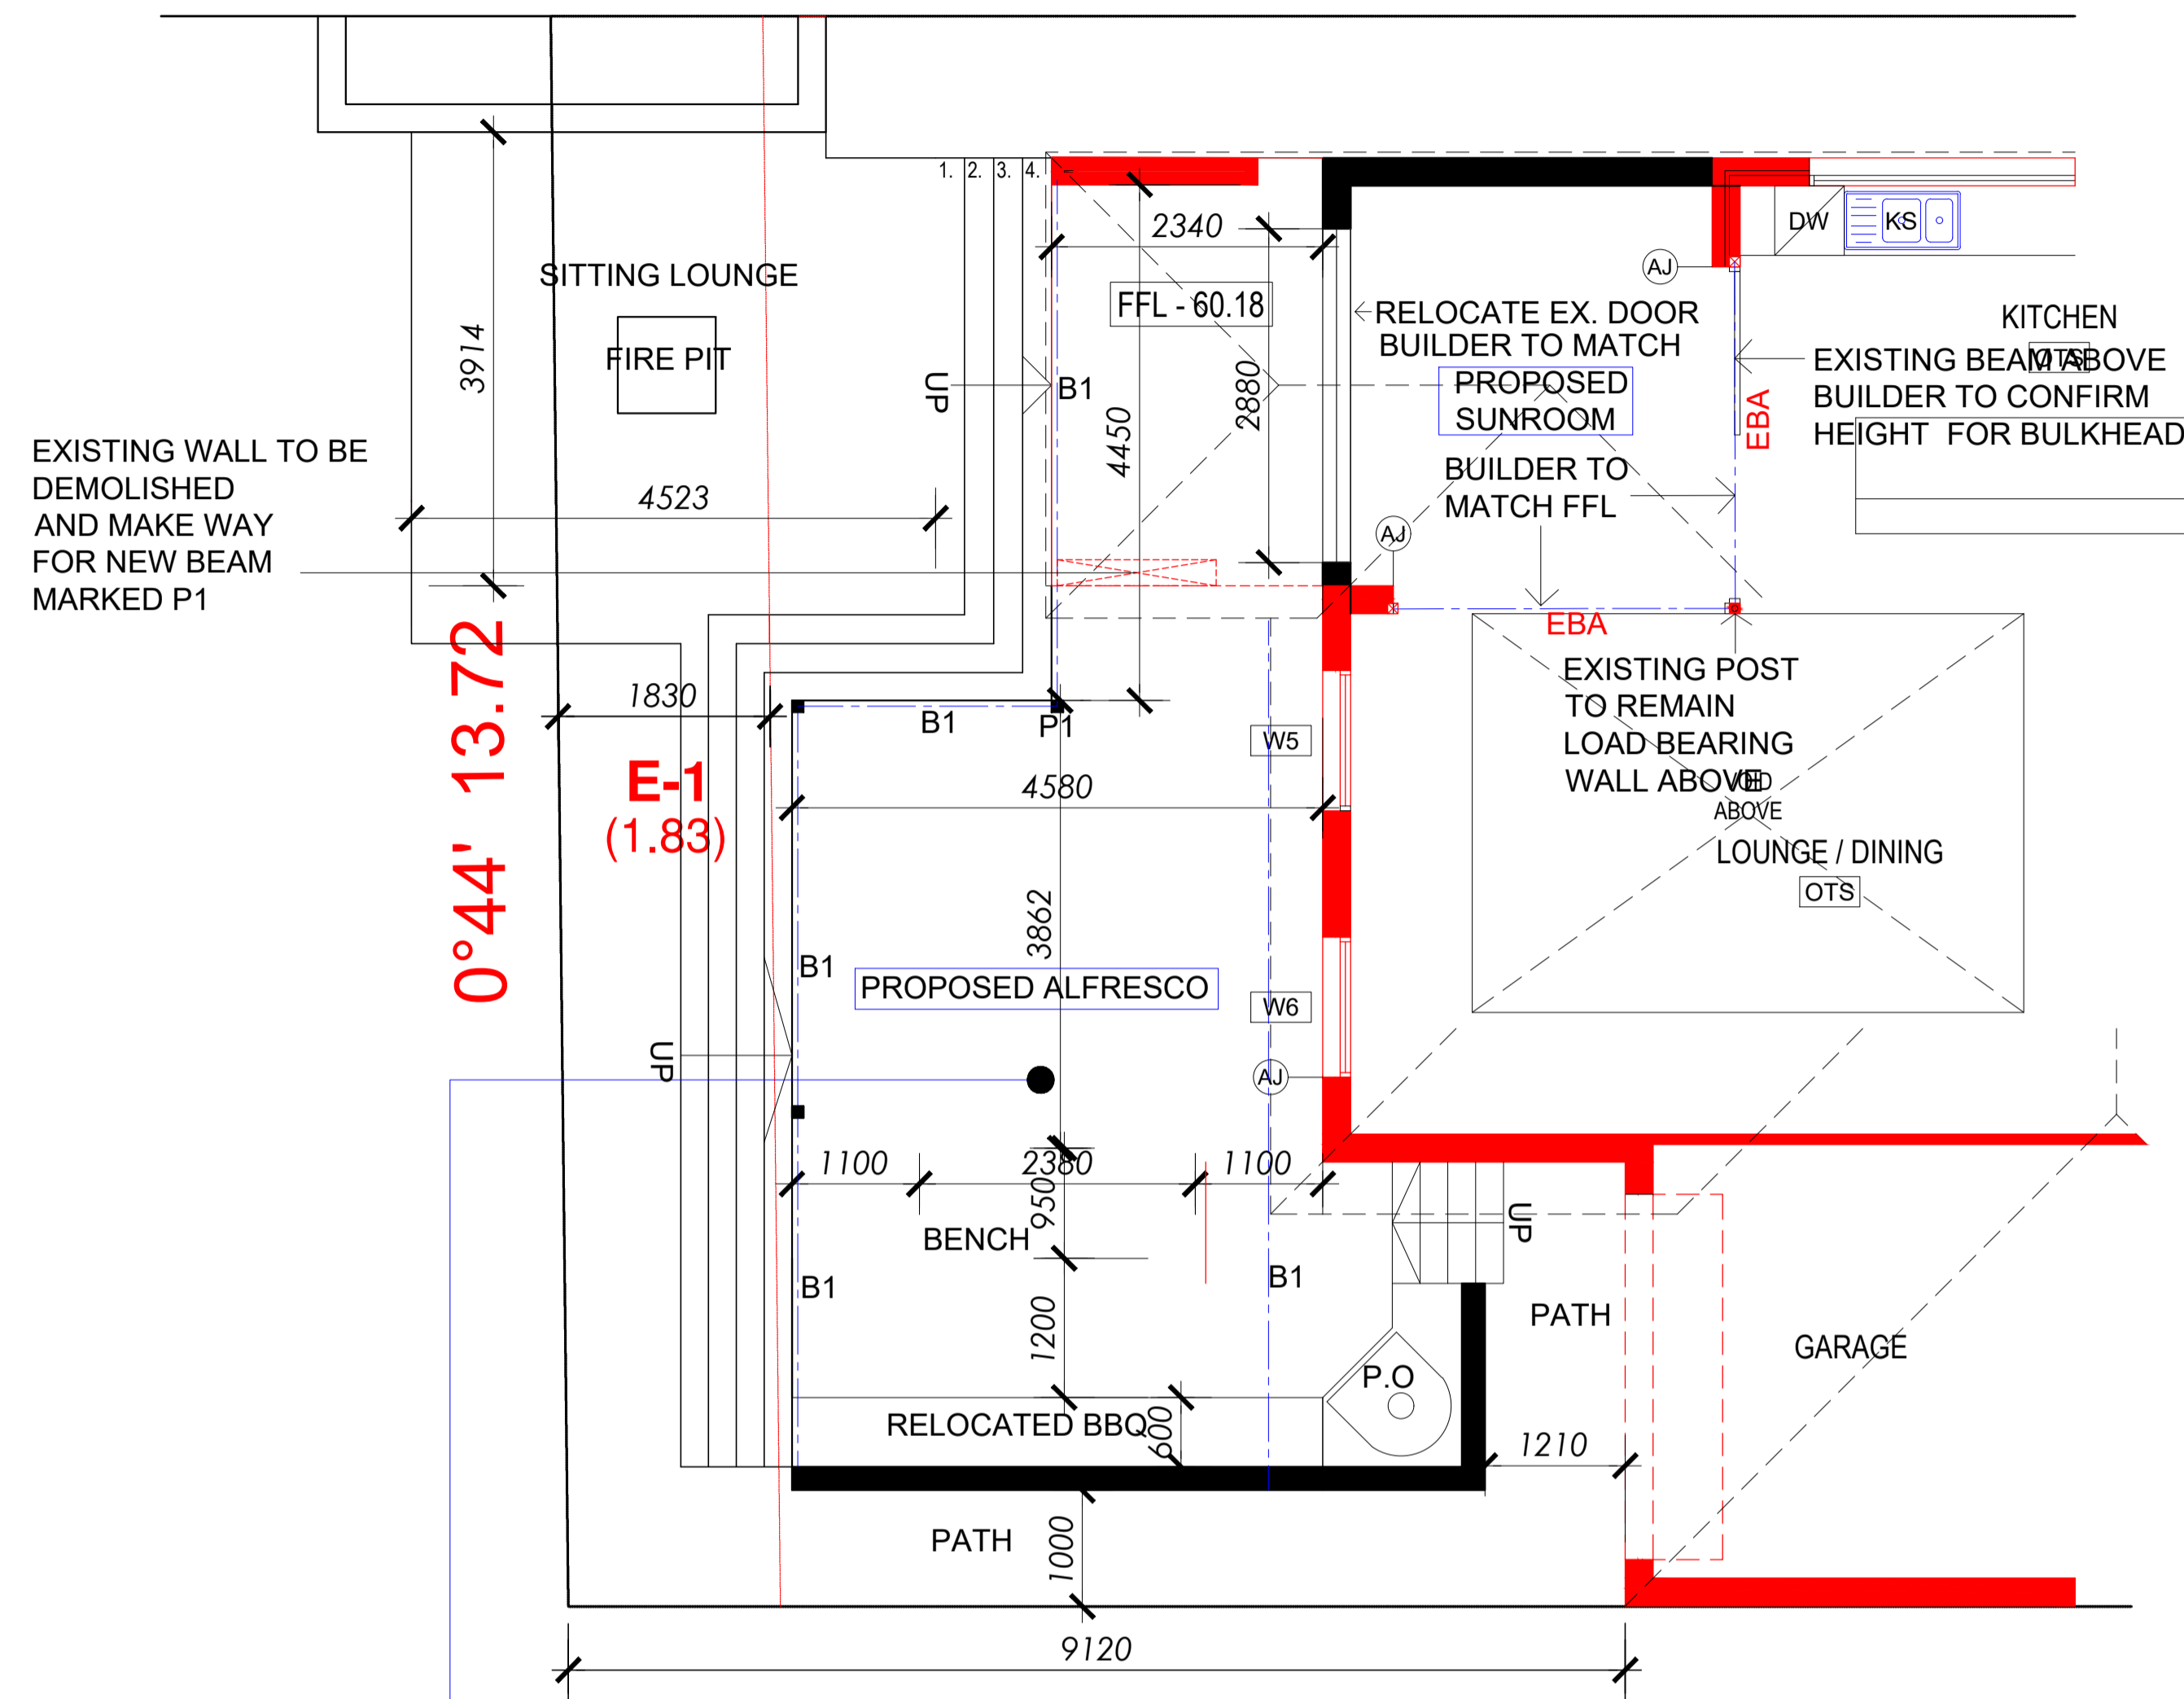 1. 2. 3. 4.
2340
DW
KS
AJ
SITTING LOUNGE
FIRE PIT
3914
UP
B1
FFL - 60.18
4450
2880
RELOCATE EX. DOOR
BUILDER TO MATCH
PROPOSED
SUNROOM
BUILDER TO
MATCH FFL
KITCHEN
OTS
EXISTING BEAM ABOVE
BUILDER TO CONFIRM
HEIGHT FOR BULKHEAD
EBA
EXISTING WALL TO BE
DEMOLISHED
AND MAKE WAY
FOR NEW BEAM
MARKED P1
4523
AJ
EBA
0°44' 13.72
1830
B1
P1
W5
EXISTING POST
TO REMAIN
LOAD BEARING
WALL ABOVE
VOID
ABOVE
LOUNGE / DINING
OTS
E-1
(1.83)
4580
3862
B1
PROPOSED ALFRESCO
W6
UP
AJ
1100
2380
1100
950
BENCH
UP
B1
B1
1200
PATH
GARAGE
P.O
RELOCATED BBQ
600
1210
PATH
1000
9120